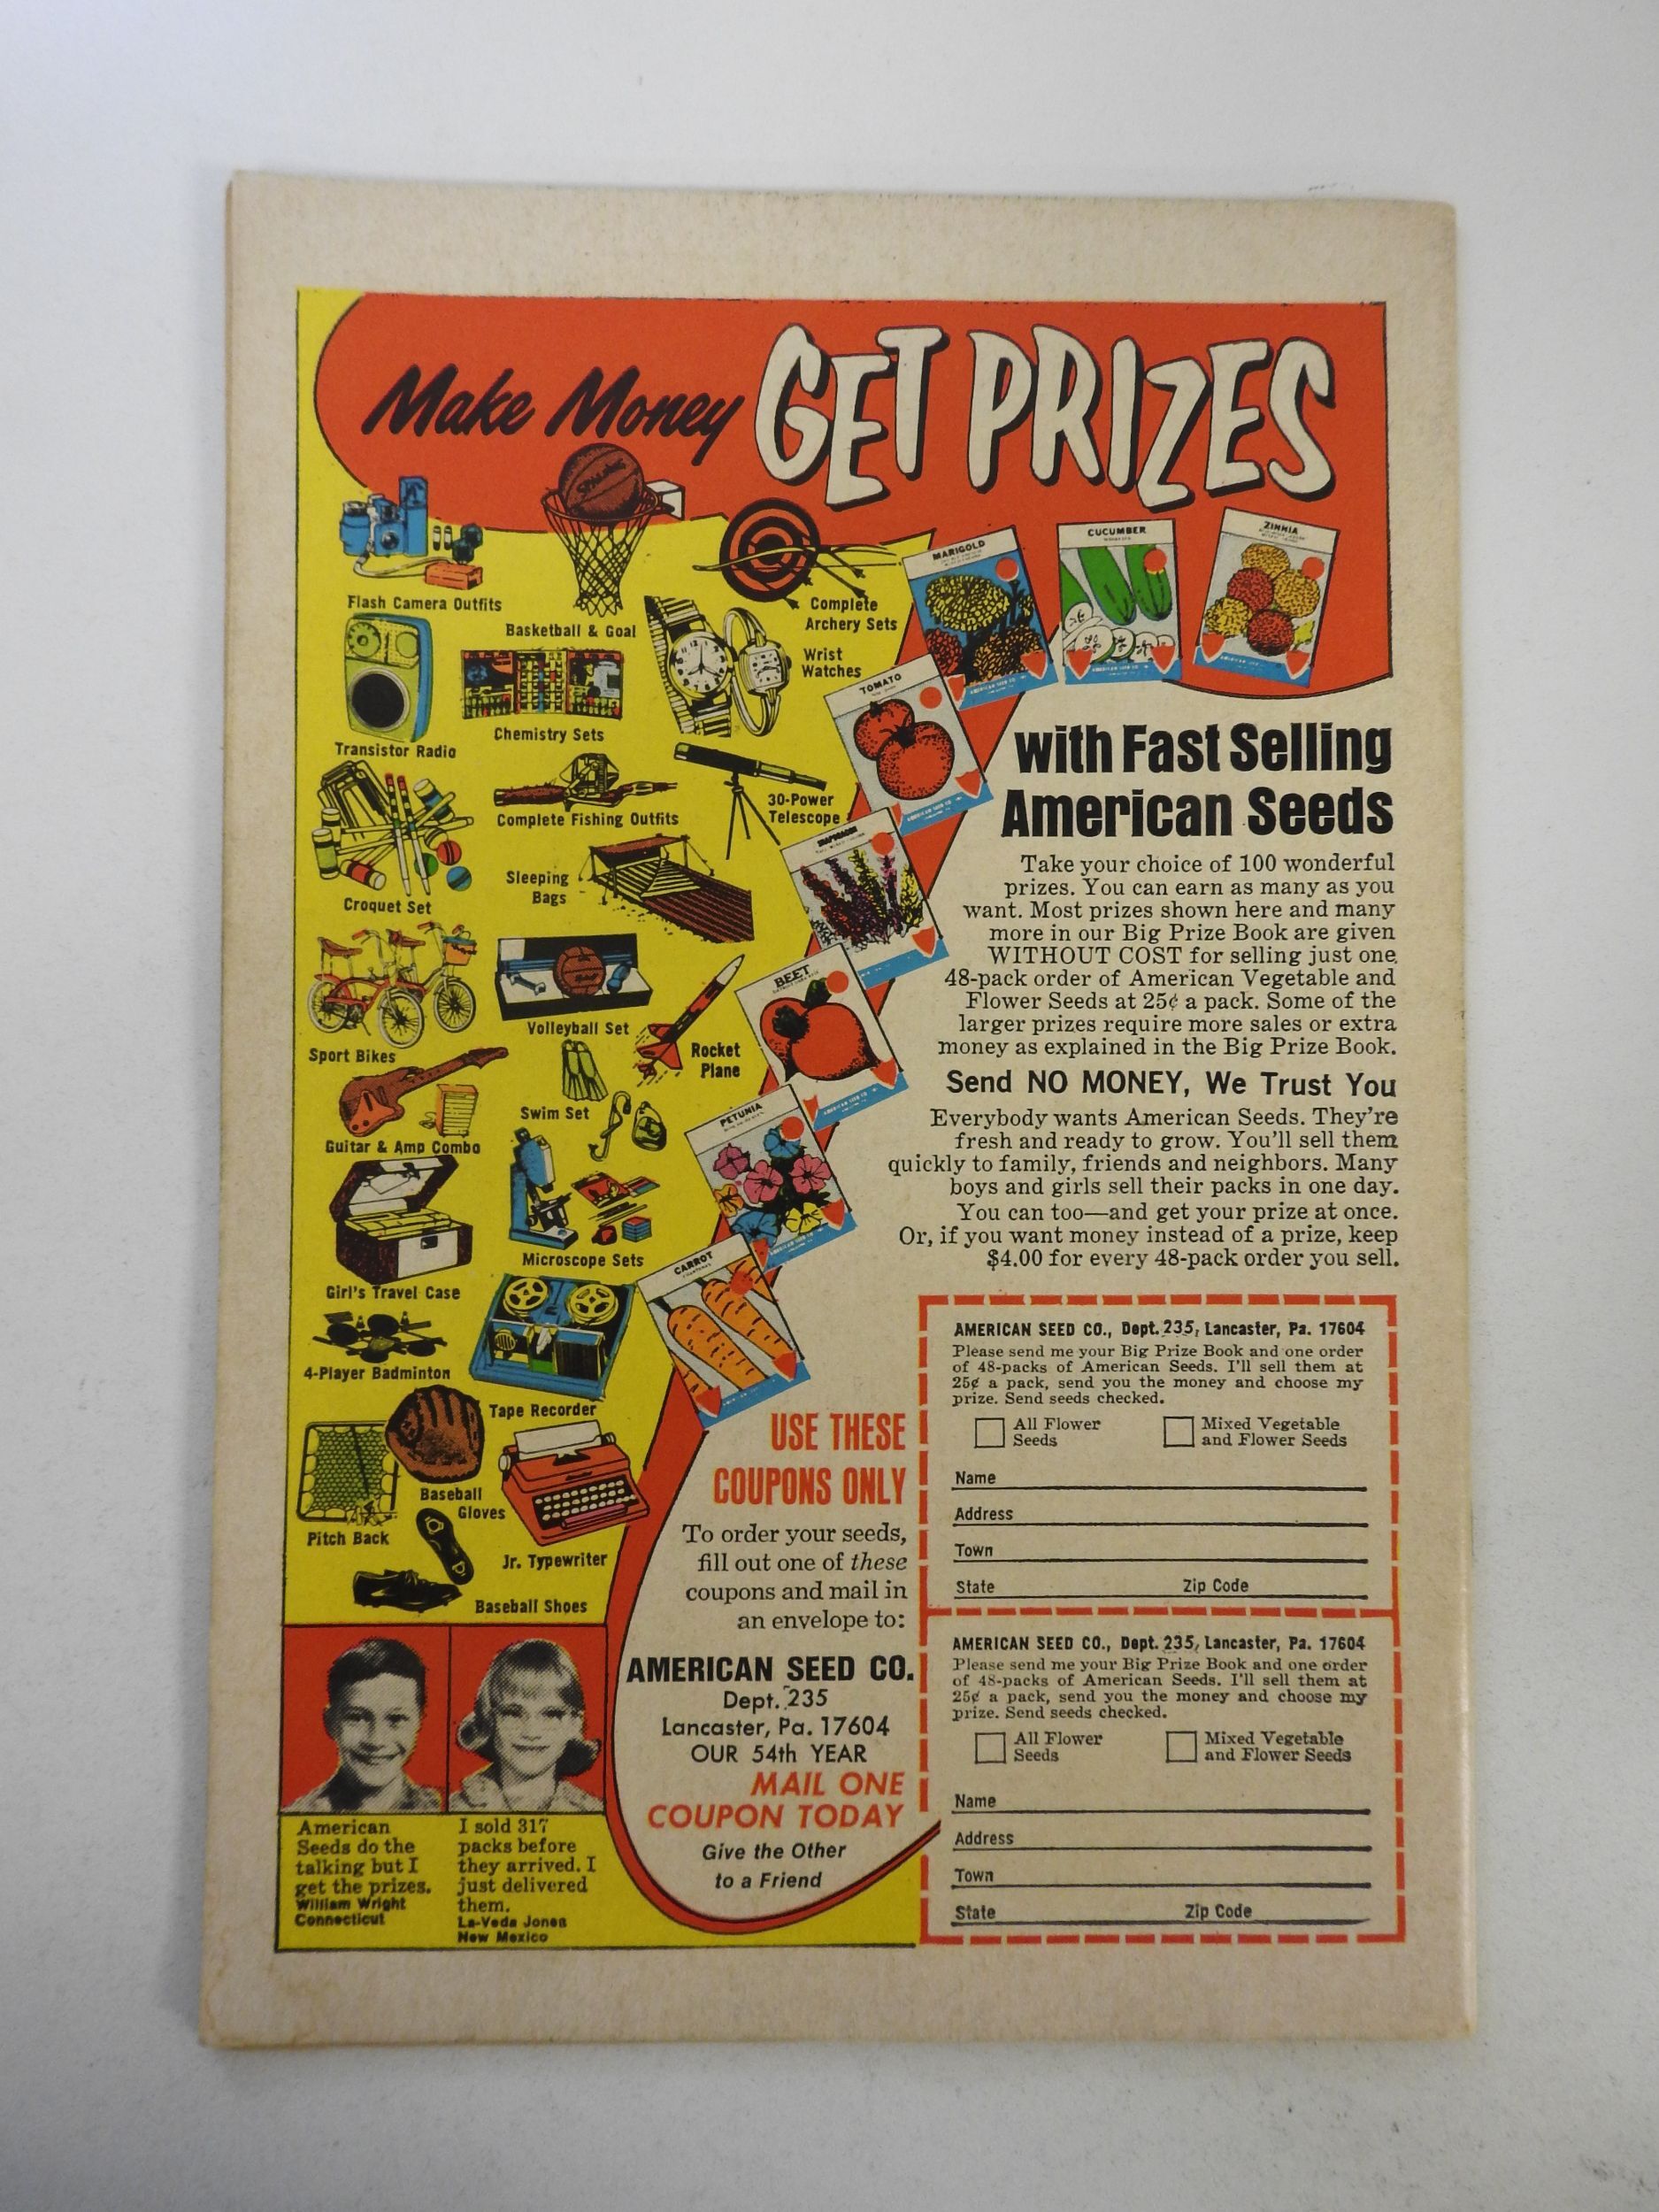 Make Money GET PRIZES
SPALDING
Flash Camera Outfits
Basketball & Goal
Complete
Archery Sets
Wrist
Watches
Transistor Radio
Chemistry Sets
Complete Fishing Outfits
30-Power
Telescope
Croquet Set
Sleeping
Bags
Sport Bikes
Volleyball Set
Rocket
Plane
Guitar & Amp Combo
Swim Set
Girl's Travel Case
Microscope Sets
4-Player Badminton
Tape Recorder
Pitch Back
Baseball
Gloves
Jr. Typewriter
Baseball Shoes
MARIGOLD
CUCUMBER
ZINNIA
TOMATO
SNAPDRAGON
BEET
PETUNIA
CARROT
with Fast Selling
American Seeds
Take your choice of 100 wonderful
prizes. You can earn as many as you
want. Most prizes shown here and many
more in our Big Prize Book are given
WITHOUT COST for selling just one
48-pack order of American Vegetable and
Flower Seeds at 25¢ a pack. Some of the
larger prizes require more sales or extra
money as explained in the Big Prize Book.
Send NO MONEY, We Trust You
Everybody wants American Seeds. They're
fresh and ready to grow. You'll sell them
quickly to family, friends and neighbors. Many
boys and girls sell their packs in one day.
You can too—and get your prize at once.
Or, if you want money instead of a prize, keep
$4.00 for every 48-pack order you sell.
USE THESE
COUPONS ONLY
To order your seeds,
fill out one of these
coupons and mail in
an envelope to:
AMERICAN SEED CO.
Dept. 235
Lancaster, Pa. 17604
OUR 54th YEAR
MAIL ONE
COUPON TODAY
Give the Other
to a Friend
AMERICAN SEED CO., Dept. 235, Lancaster, Pa. 17604
Please send me your Big Prize Book and one order
of 48-packs of American Seeds. I'll sell them at
25¢ a pack, send you the money and choose my
prize. Send seeds checked.
All Flower
Seeds
Mixed Vegetable
and Flower Seeds
Name
Address
Town
State Zip Code
AMERICAN SEED CO., Dept. 235, Lancaster, Pa. 17604
Please send me your Big Prize Book and one order
of 48-packs of American Seeds. I'll sell them at
25¢ a pack, send you the money and choose my
prize. Send seeds checked.
All Flower
Seeds
Mixed Vegetable
and Flower Seeds
Name
Address
Town
State Zip Code
American
Seeds do the
talking but I
get the prizes.
William Wright
Connecticut
I sold 317
packs before
they arrived. I
just delivered
them.
La-Veda Jones
New Mexico